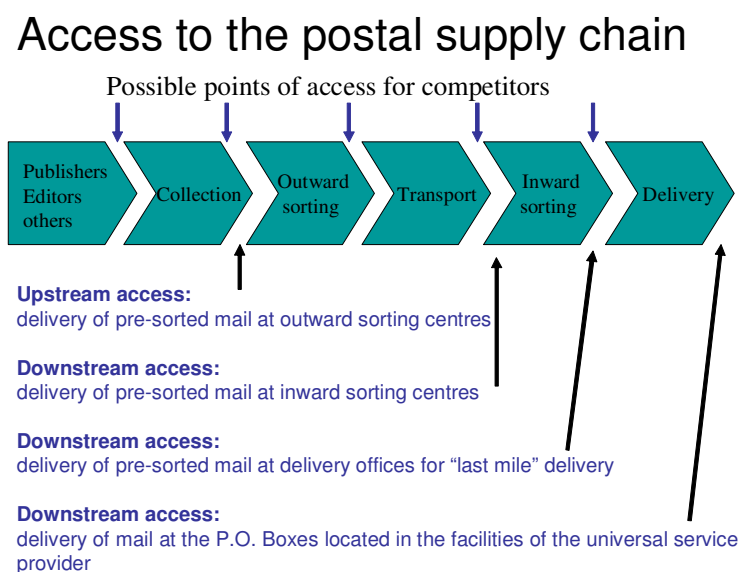 Access to the postal supply chain
Possible points of access for competitors
Publishers
Editors
others
Collection
Outward
sorting
Transport
Inward
sorting
Delivery
Upstream access:
delivery of pre-sorted mail at outward sorting centres
Downstream access:
delivery of pre-sorted mail at inward sorting centres
Downstream access:
delivery of pre-sorted mail at delivery offices for “last mile” delivery
Downstream access:
delivery of mail at the P.O. Boxes located in the facilities of the universal service
provider